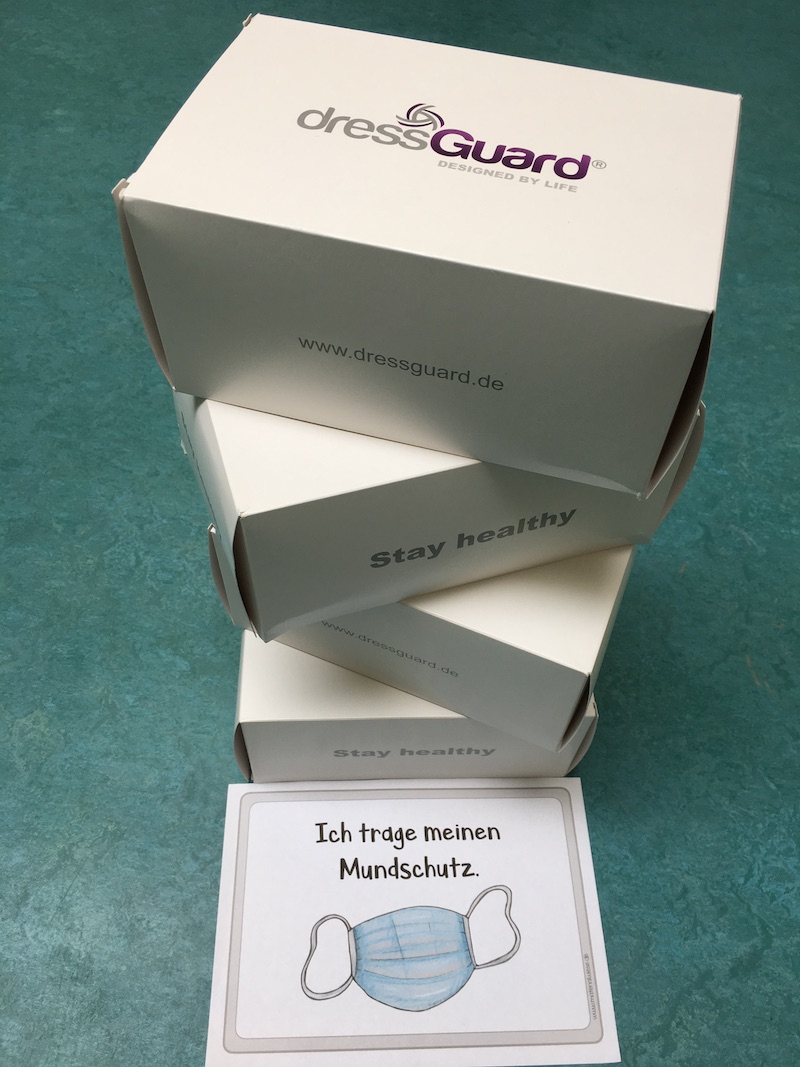 dressGuard®
DESIGNED BY LIFE
www.dressguard.de
Stay healthy
www.dressguard.de
Stay healthy
Ich trage meinen
Mundschutz.